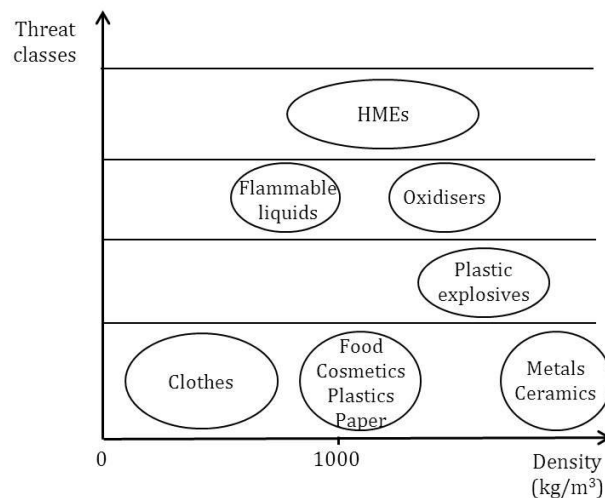 Threat
classes
HMEs
Flammable
liquids
Oxidisers
Plastic
explosives
Clothes
Food
Cosmetics
Plastics
Paper
Metals
Ceramics
0
1000
Density
(kg/m³)